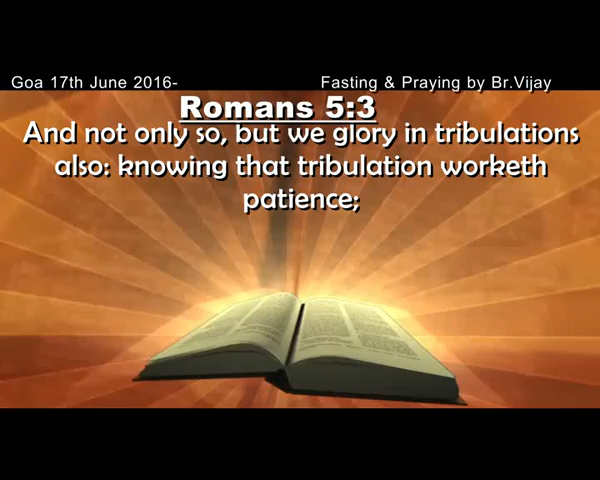 Goa 17th June 2016- Fasting & Praying by Br.Vijay
Romans 5:3
And not only so, but we glory in tribulations
also: knowing that tribulation worketh
patience;